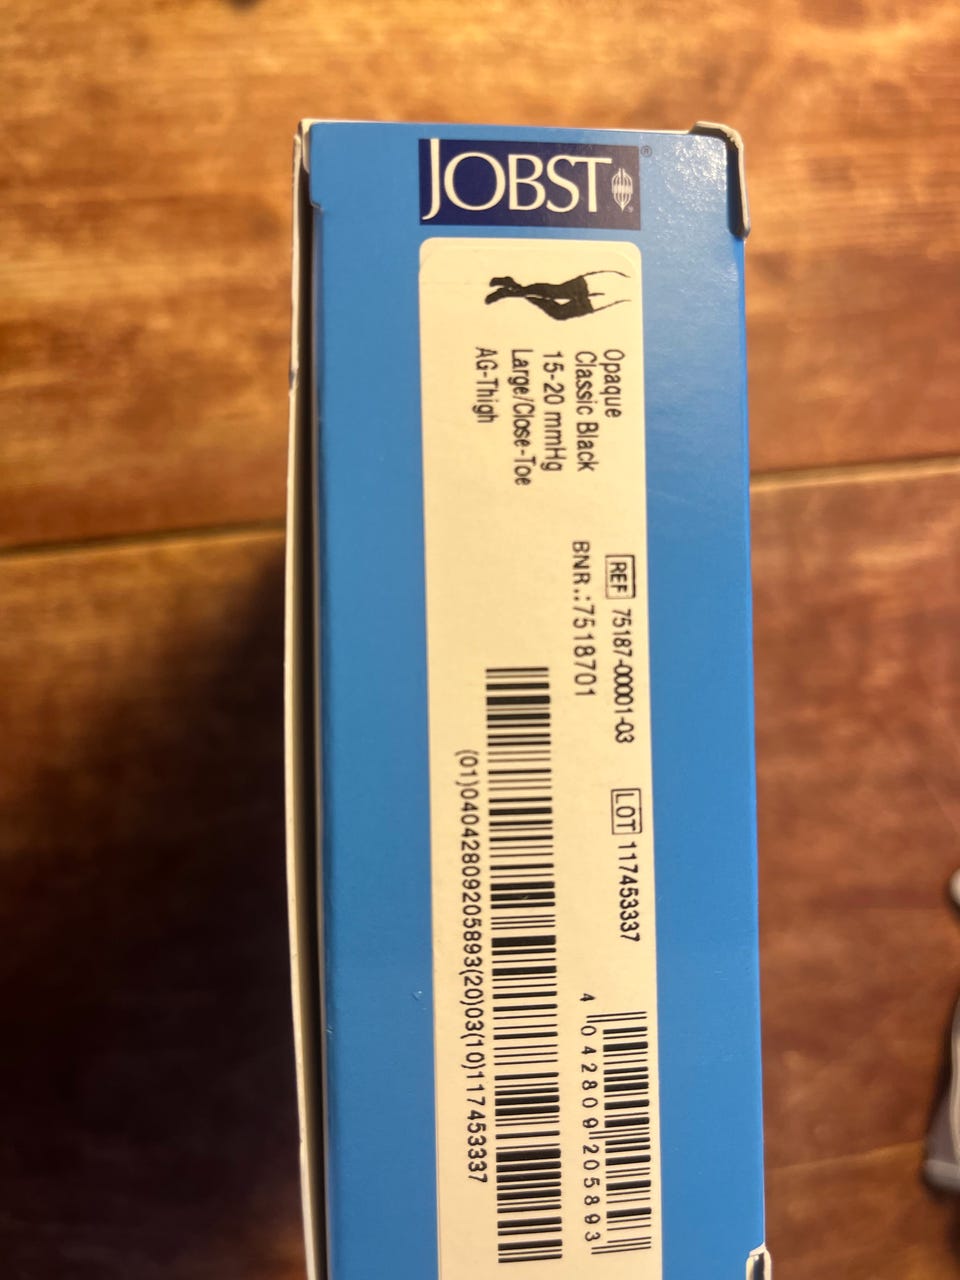 JOBST®
Opaque
Classic Black
15-20 mmHg
Large/Close-Toe
AG-Thigh
REF 75187-00001-03
BNR.:7518701
LOT 117453337
4 042809 205893
(01)04042809205893(20)03(10)117453337